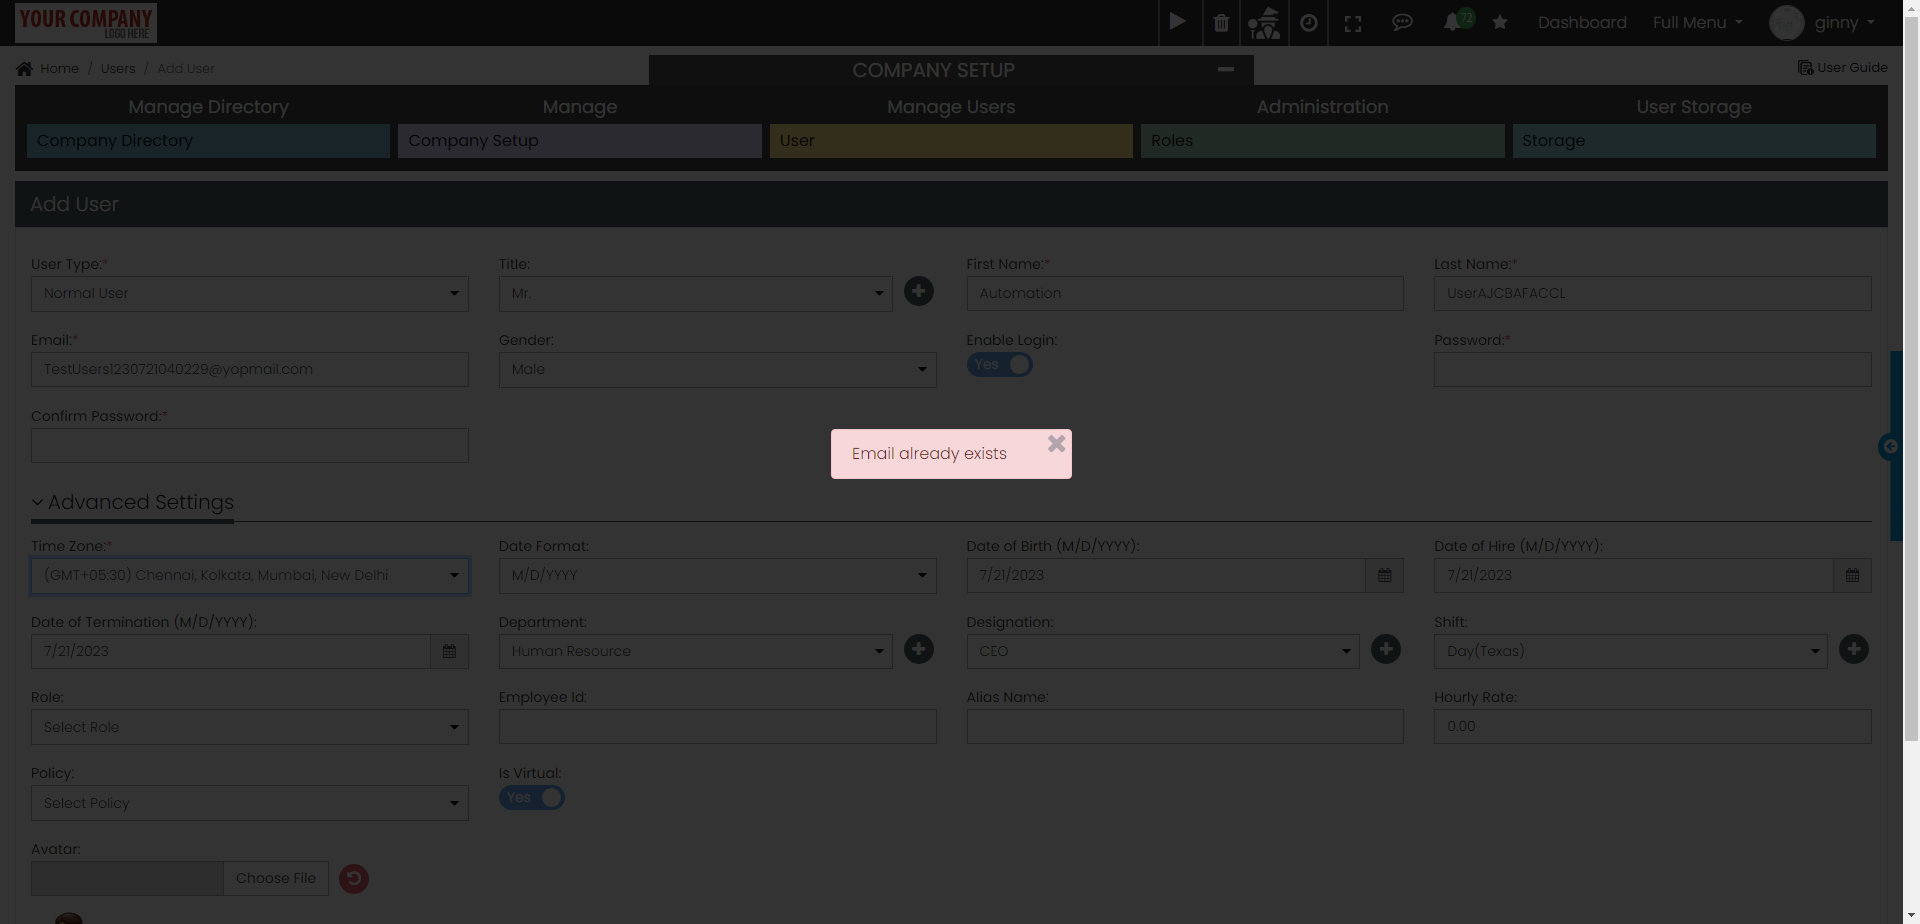 YOUR COMPANY
LOGO HERE
72
Dashboard
Full Menu
ginny
Home / Users / Add User
COMPANY SETUP
User Guide
Manage Directory
Manage
Manage Users
Administration
User Storage
Company Directory
Company Setup
User
Roles
Storage
Add User
User Type:*
Title:
First Name:*
Last Name:*
Normal User
Mr.
Automation
UserAJCBAFACCL
Email:*
Gender:
Enable Login:
Password:*
TestUsers1230721040229@yopmail.com
Male
Yes
Confirm Password:*
Email already exists
Advanced Settings
Time Zone:*
Date Format:
Date of Birth (M/D/YYYY):
Date of Hire (M/D/YYYY):
(GMT+05:30) Chennai, Kolkata, Mumbai, New Delhi
M/D/YYYY
7/21/2023
7/21/2023
Date of Termination (M/D/YYYY):
Department:
Designation:
Shift:
7/21/2023
Human Resource
CEO
Day(Texas)
Role:
Employee Id:
Alias Name:
Hourly Rate:
Select Role
0.00
Policy:
Is Virtual:
Select Policy
Yes
Avatar:
Choose File